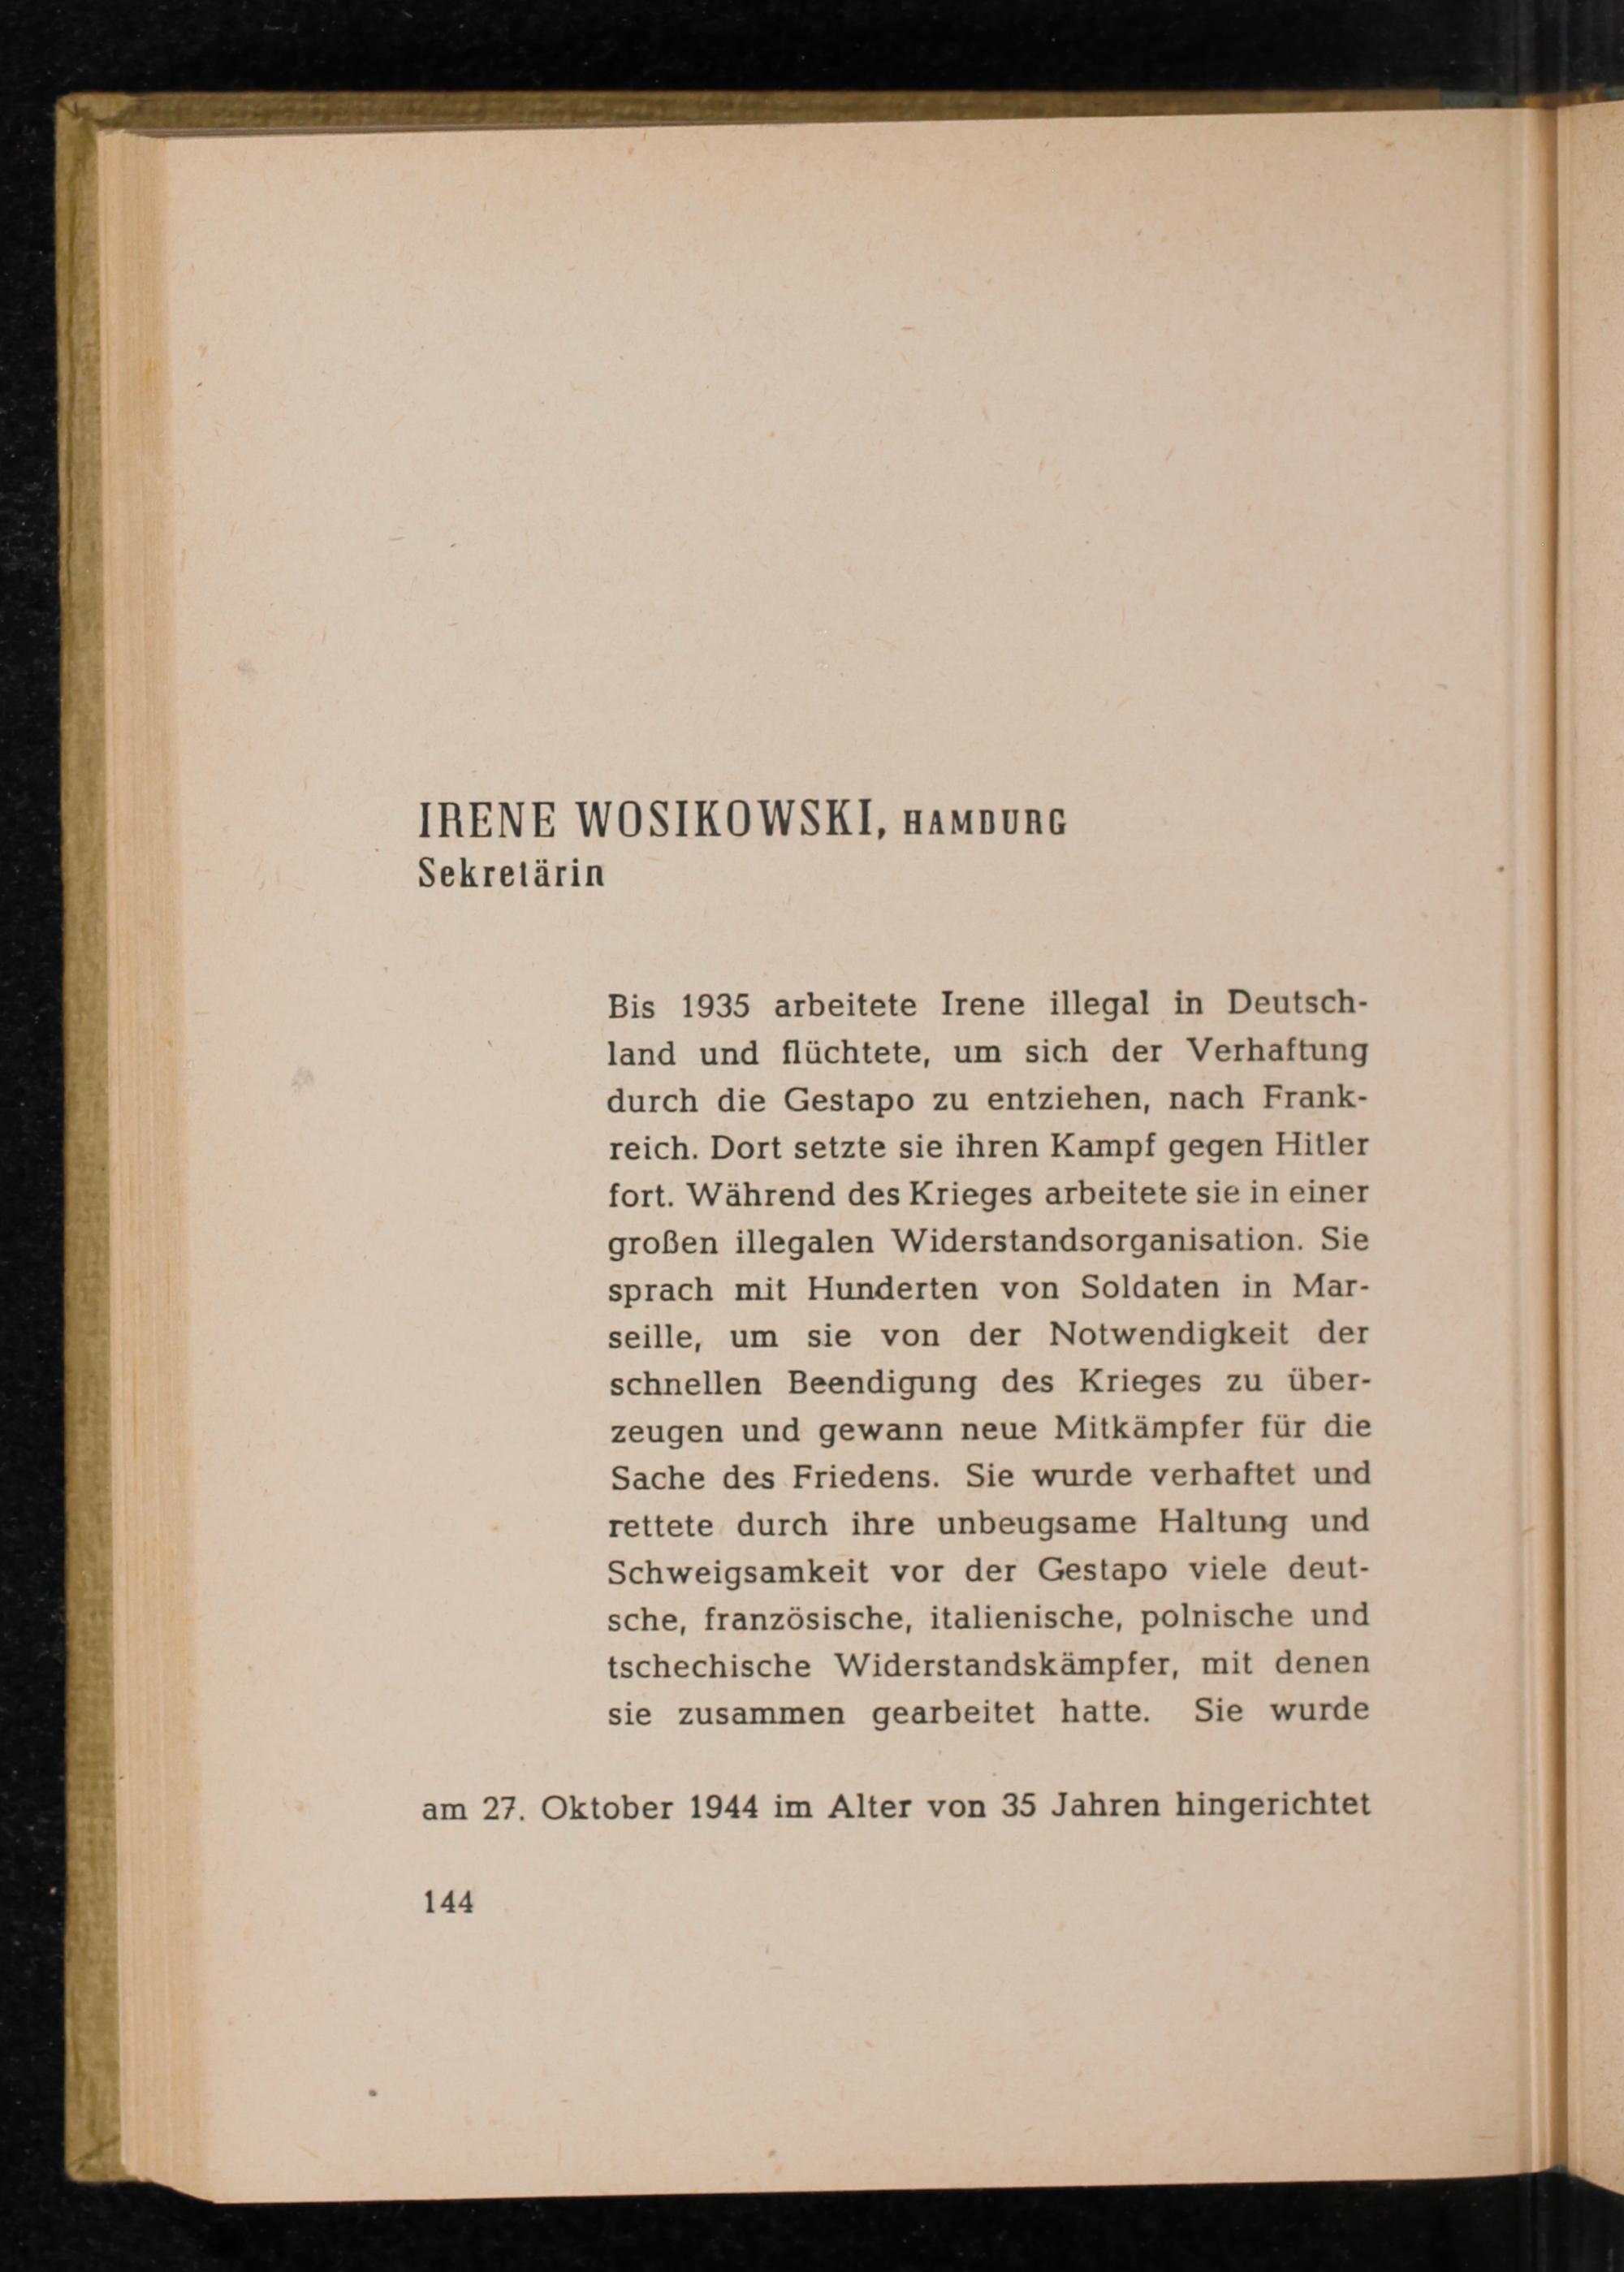 IRENE WOSIKOWSKI, HAMBURG
Sekretärin
Bis 1935 arbeitete Irene illegal in Deutsch-
land und flüchtete, um sich der Verhaftung
durch die Gestapo zu entziehen, nach Frank-
reich. Dort setzte sie ihren Kampf gegen Hitler
fort. Während des Krieges arbeitete sie in einer
großen illegalen Widerstandsorganisation. Sie
sprach mit Hunderten von Soldaten in Mar-
seille, um sie von der Notwendigkeit der
schnellen Beendigung des Krieges zu über-
zeugen und gewann neue Mitkämpfer für die
Sache des Friedens. Sie wurde verhaftet und
rettete durch ihre unbeugsame Haltung und
Schweigsamkeit vor der Gestapo viele deut-
sche, französische, italienische, polnische und
tschechische Widerstandskämpfer, mit denen
sie zusammen gearbeitet hatte. Sie wurde
am 27. Oktober 1944 im Alter von 35 Jahren hingerichtet
144